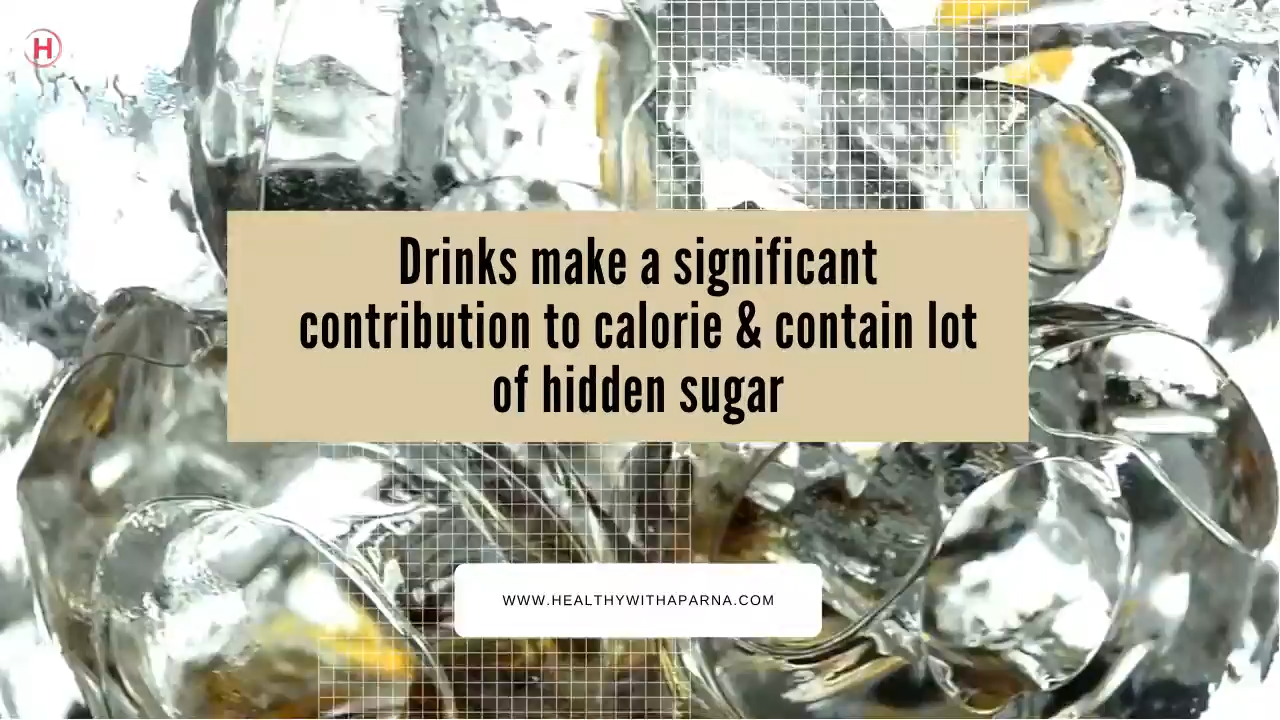 H
Drinks make a significant
contribution to calorie & contain lot
of hidden sugar
WWW.HEALTHYWITHAPARNA.COM